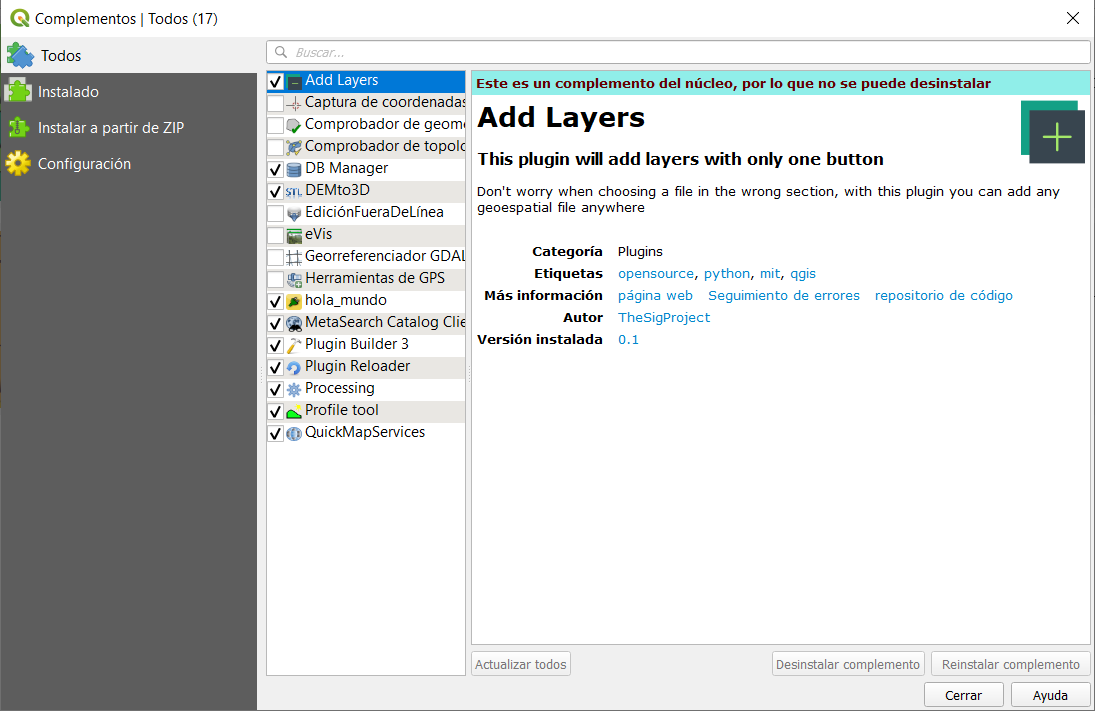 Complementos | Todos (17)
Todos
Instalado
Instalar a partir de ZIP
Configuración
Buscar...
Add Layers
Captura de coordenadas
Comprobador de geome
Comprobador de topolo
DB Manager
STL DEMto3D
EdiciónFueraDeLínea
eVis
Georreferenciador GDAL
Herramientas de GPS
hola_mundo
MetaSearch Catalog Clie
Plugin Builder 3
Plugin Reloader
Processing
Profile tool
QuickMapServices
Este es un complemento del núcleo, por lo que no se puede desinstalar
Add Layers
This plugin will add layers with only one button
Don't worry when choosing a file in the wrong section, with this plugin you can add any
geoespatial file anywhere
Categoría Plugins
Etiquetas opensource, python, mit, qgis
Más información página web Seguimiento de errores repositorio de código
Autor TheSigProject
Versión instalada 0.1
Actualizar todos
Desinstalar complemento
Reinstalar complemento
Cerrar
Ayuda